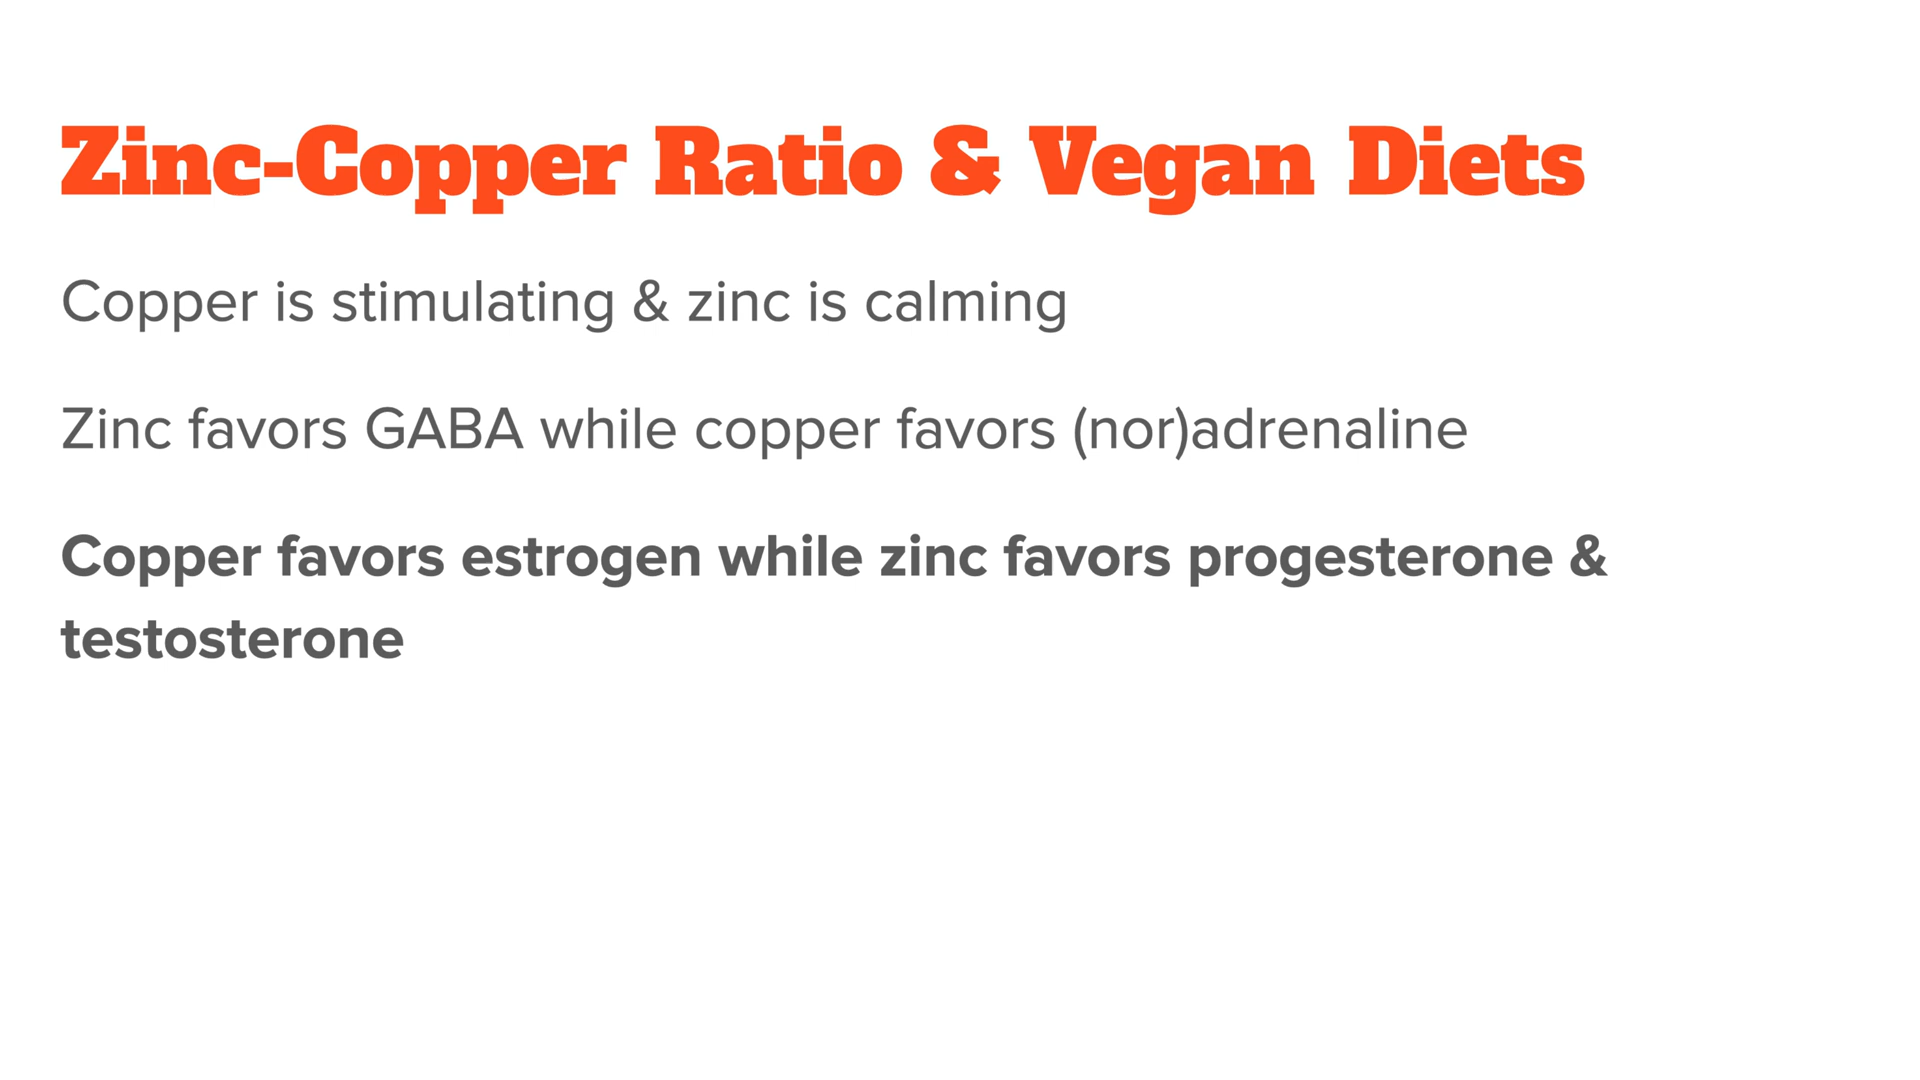 Zinc-Copper Ratio & Vegan Diets
Copper is stimulating & zinc is calming
Zinc favors GABA while copper favors (nor)adrenaline
Copper favors estrogen while zinc favors progesterone &
testosterone